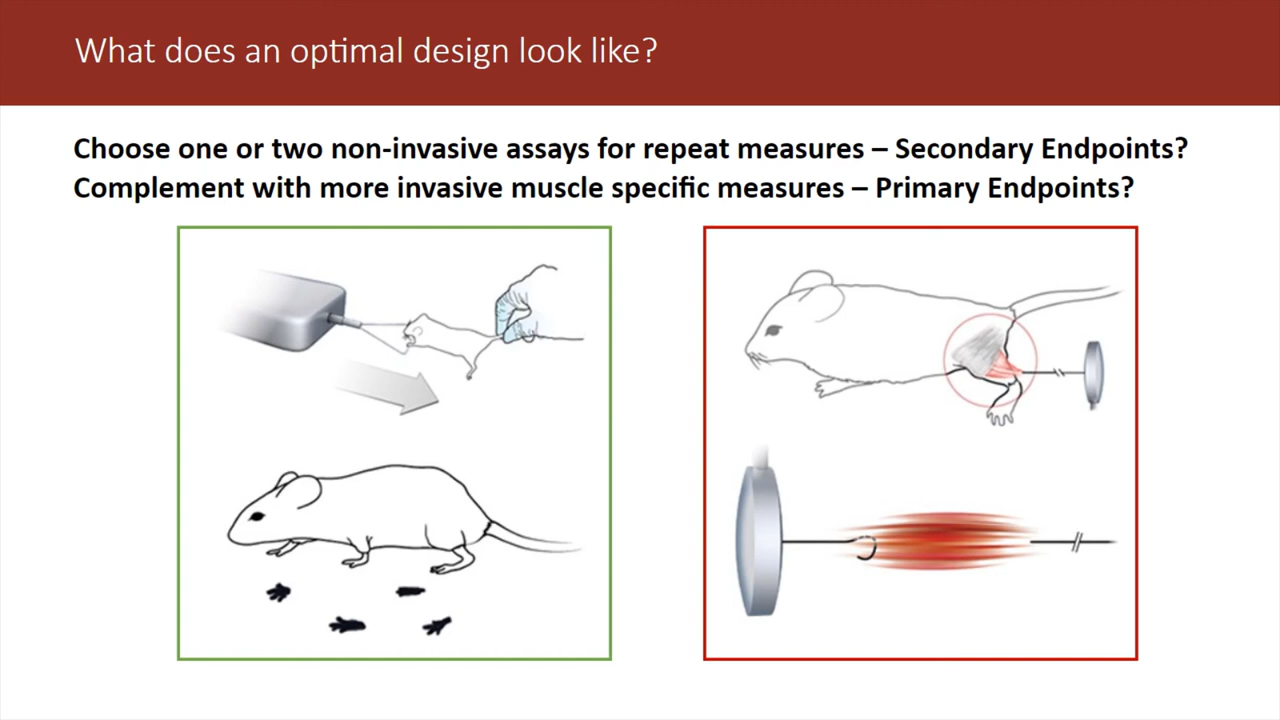 What does an optimal design look like?
Choose one or two non-invasive assays for repeat measures – Secondary Endpoints?
Complement with more invasive muscle specific measures – Primary Endpoints?